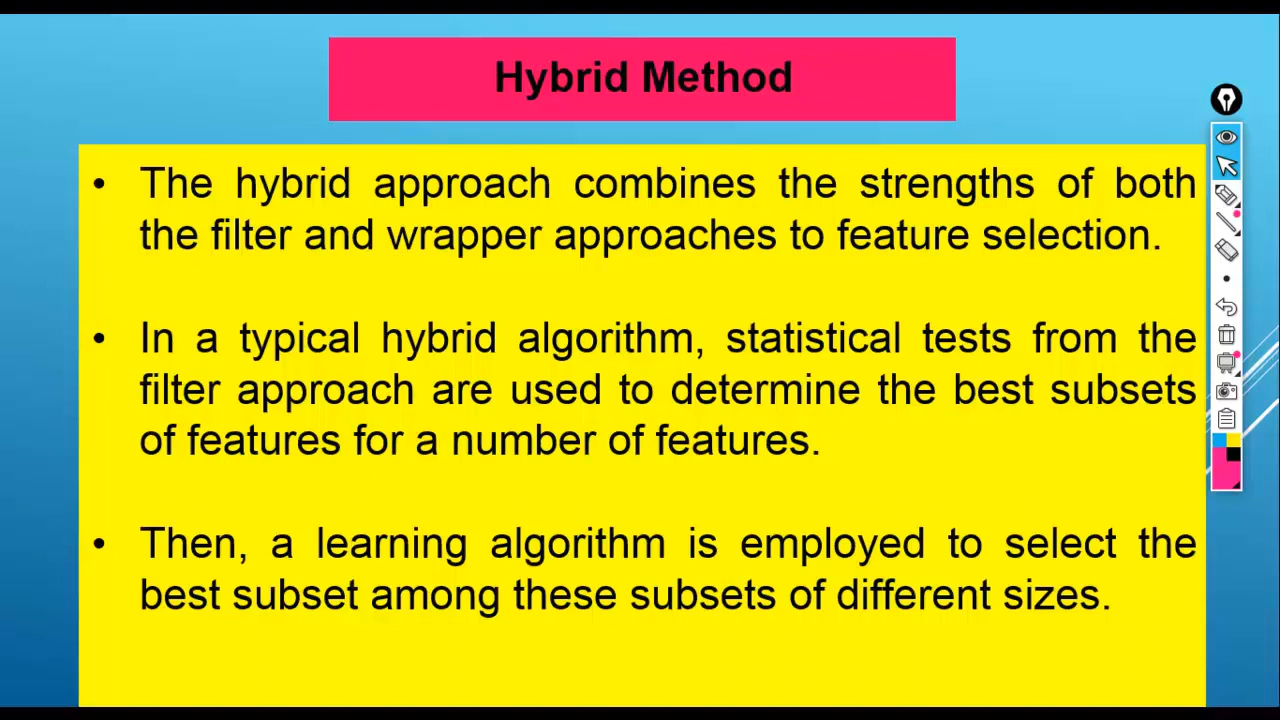 Hybrid Method
• The hybrid approach combines the strengths of both
the filter and wrapper approaches to feature selection.
• In a typical hybrid algorithm, statistical tests from the
filter approach are used to determine the best subsets
of features for a number of features.
• Then, a learning algorithm is employed to select the
best subset among these subsets of different sizes.